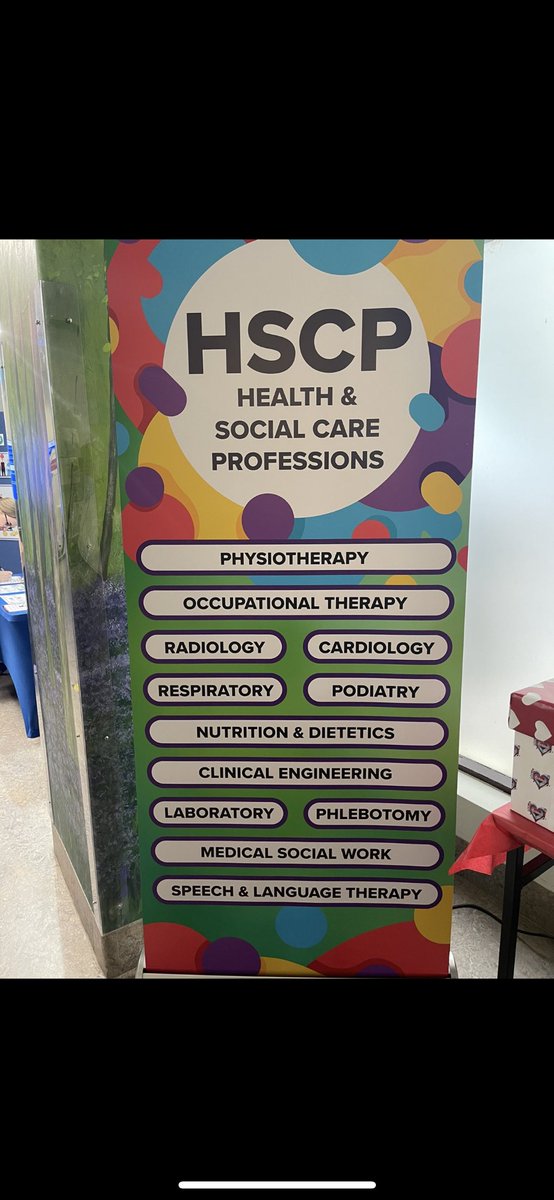 HSCP
HEALTH &
SOCIAL CARE
PROFESSIONS
PHYSIOTHERAPY
OCCUPATIONAL THERAPY
RADIOLOGY
CARDIOLOGY
RESPIRATORY
PODIATRY
NUTRITION & DIETETICS
CLINICAL ENGINEERING
LABORATORY
PHLEBOTOMY
MEDICAL SOCIAL WORK
SPEECH & LANGUAGE THERAPY